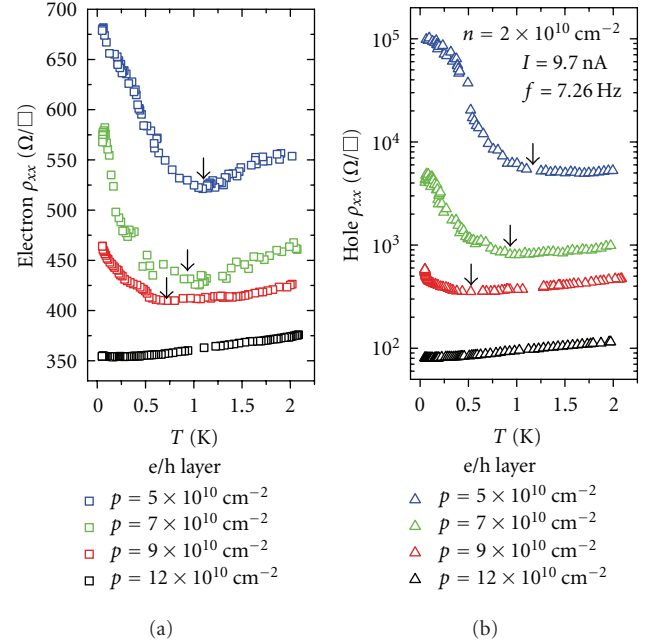 700
650
600
550
500
450
400
350
Electron ρxx (Ω/□)
0 0.5 1 1.5 2
T (K)
e/h layer
p = 5 × 10^10 cm^−2
p = 7 × 10^10 cm^−2
p = 9 × 10^10 cm^−2
p = 12 × 10^10 cm^−2
(a)
n = 2 × 10^10 cm^−2
I = 9.7 nA
f = 7.26 Hz
10^5
10^4
10^3
10^2
Hole ρxx (Ω/□)
0 0.5 1 1.5 2
T (K)
e/h layer
p = 5 × 10^10 cm^−2
p = 7 × 10^10 cm^−2
p = 9 × 10^10 cm^−2
p = 12 × 10^10 cm^−2
(b)